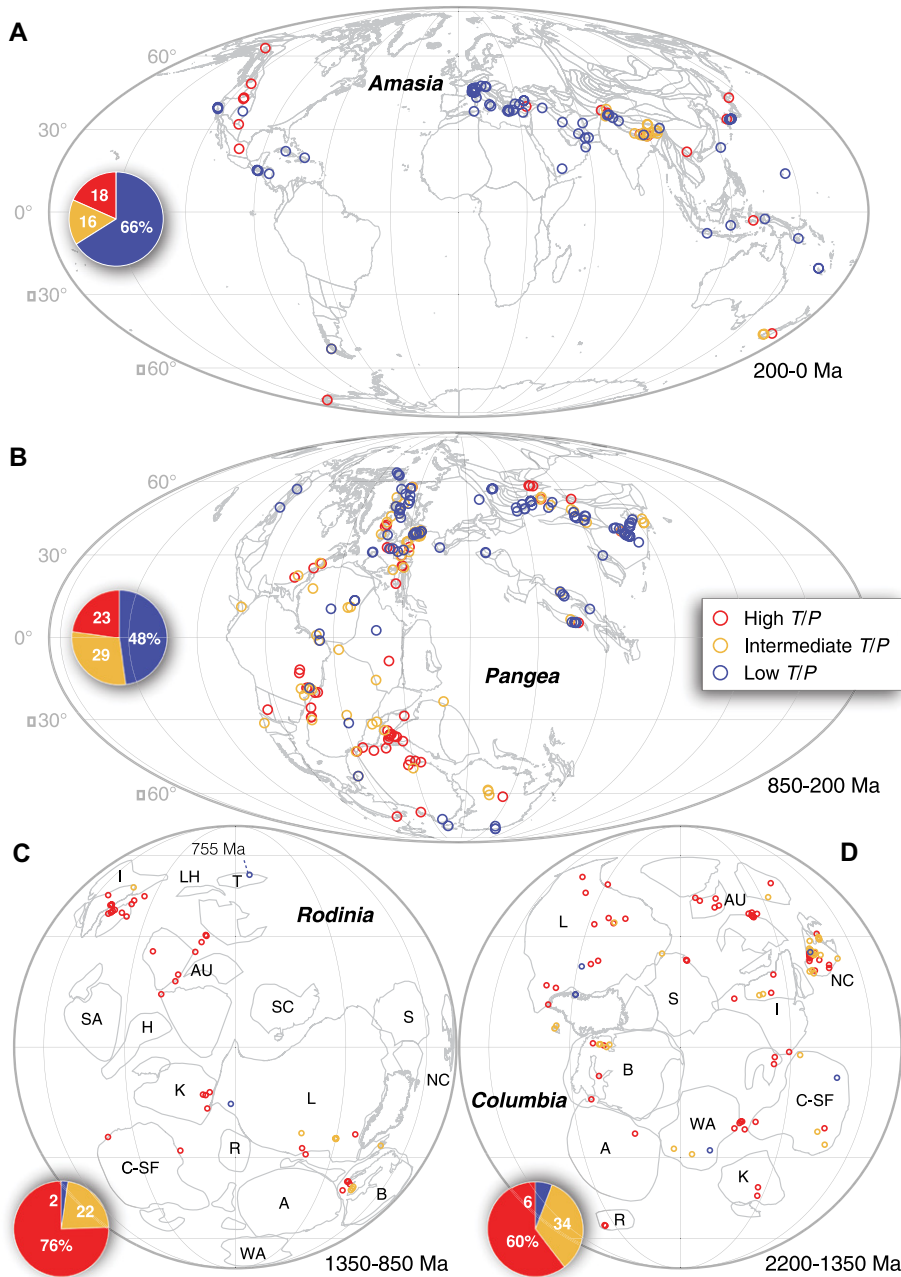 A
60°
Amasia
30°
18
16
66%
0°
□30°
□60°
200-0 Ma
B
60°
30°
23
48%
29
0°
High T/P
Intermediate T/P
Low T/P
Pangea
□30°
□60°
850-200 Ma
C
755 Ma
D
I
LH
T
Rodinia
AU
L
AU
NC
SA
H
SC
S
S
I
NC
K
L
B
Columbia
C-SF
WA
C-SF
R
A
A
B
K
2
22
76%
WA
1350-850 Ma
6
34
60%
R
2200-1350 Ma